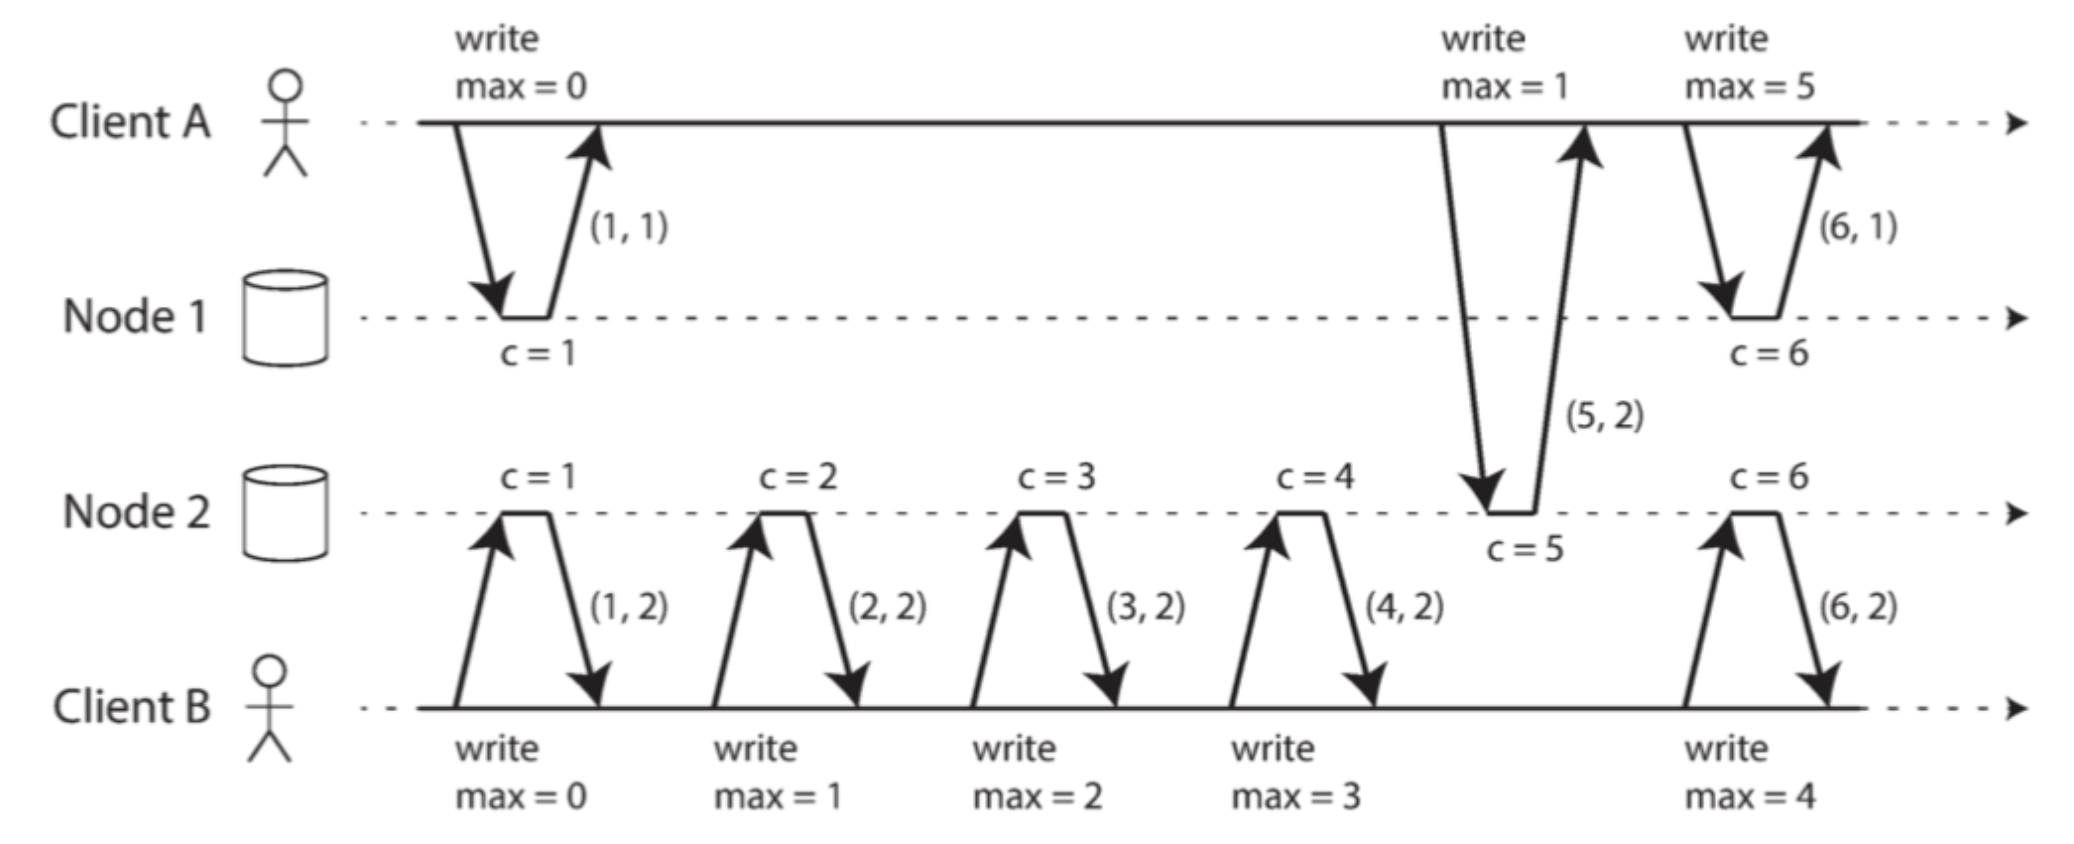 write
max = 0
write
max = 1
write
max = 5
Client A
(1, 1)
(6, 1)
Node 1
c = 1
c = 6
(5, 2)
c = 1
c = 2
c = 3
c = 4
c = 6
Node 2
c = 5
(1, 2)
(2, 2)
(3, 2)
(4, 2)
(6, 2)
Client B
write
max = 0
write
max = 1
write
max = 2
write
max = 3
write
max = 4